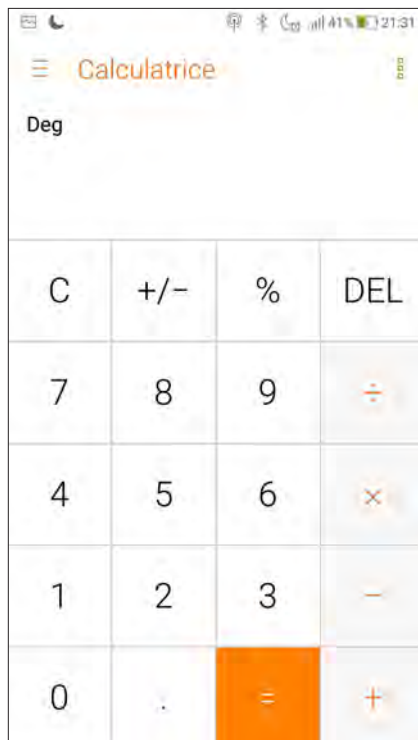 41% 21:31
Calculatrice
Deg
C +/− % DEL
7 8 9 ÷
4 5 6 ×
1 2 3 −
0 . = +